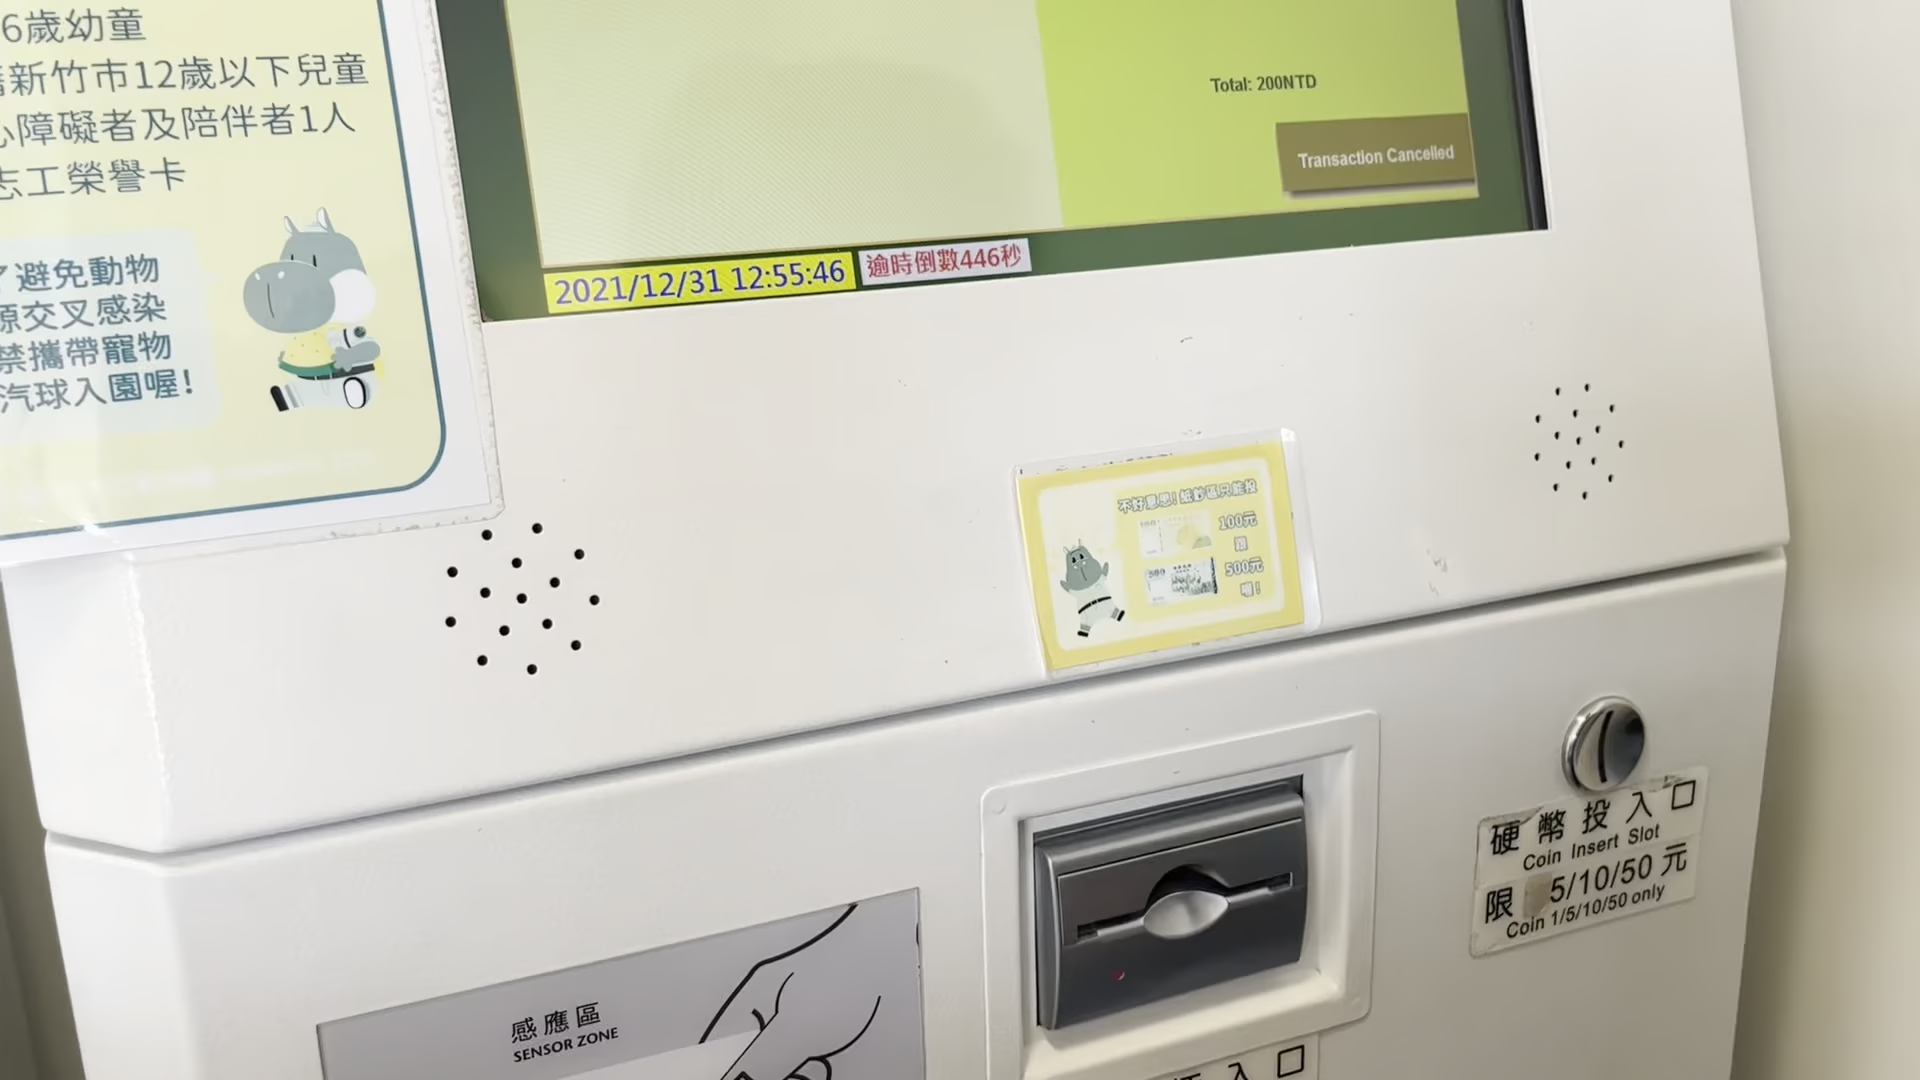 6歲幼童
新竹市12歲以下兒童
障礙者及陪伴者1人
志工榮譽卡
避免動物
源交叉感染
禁攜帶寵物
汽球入園喔!
Total: 200NTD
Transaction Cancelled
2021/12/31 12:55:46
逾時倒數446秒
不好意思!紙鈔區只能投
100元
跟
500元
喔!
硬幣投入口
Coin Insert Slot
限 5/10/50 元
Coin 1/5/10/50 only
感應區
SENSOR ZONE
入口